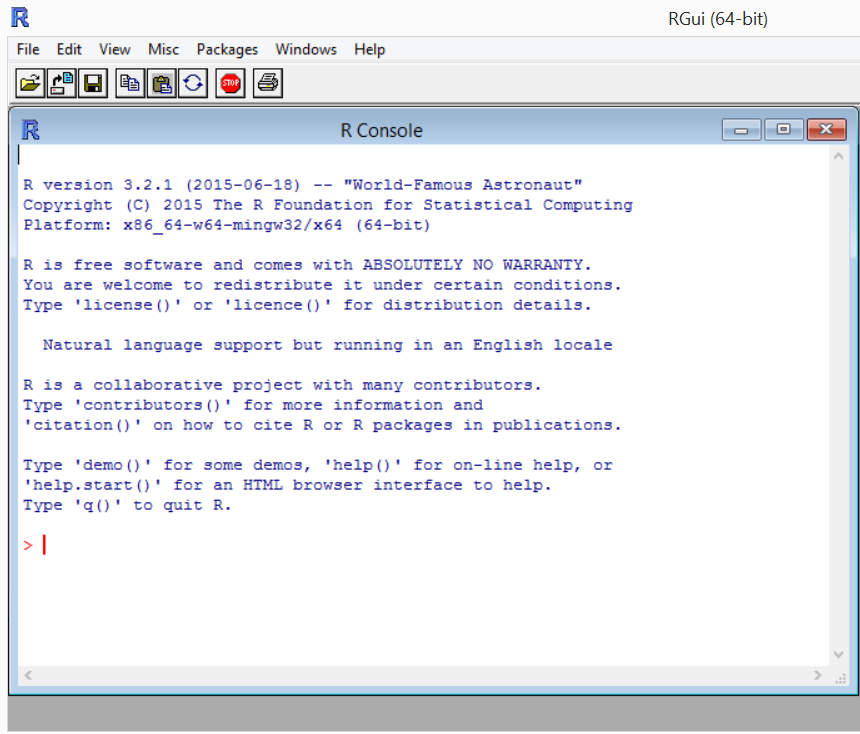 R RGui (64-bit)
File Edit View Misc Packages Windows Help
STOP
R R Console
R version 3.2.1 (2015-06-18) -- "World-Famous Astronaut"
Copyright (C) 2015 The R Foundation for Statistical Computing
Platform: x86_64-w64-mingw32/x64 (64-bit)
R is free software and comes with ABSOLUTELY NO WARRANTY.
You are welcome to redistribute it under certain conditions.
Type 'license()' or 'licence()' for distribution details.
Natural language support but running in an English locale
R is a collaborative project with many contributors.
Type 'contributors()' for more information and
'citation()' on how to cite R or R packages in publications.
Type 'demo()' for some demos, 'help()' for on-line help, or
'help.start()' for an HTML browser interface to help.
Type 'q()' to quit R.
>